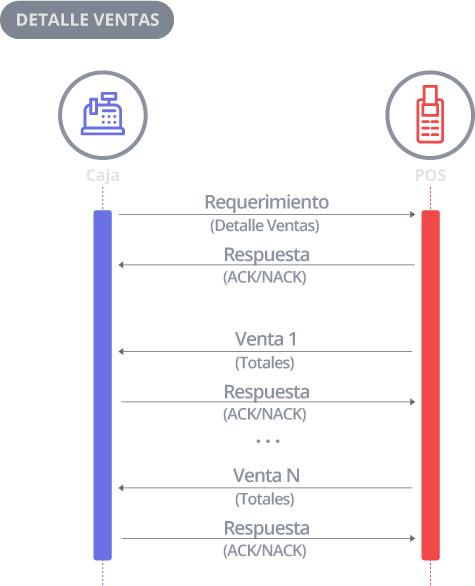 DETALLE VENTAS
Caja
POS
Requerimiento
(Detalle Ventas)
Respuesta
(ACK/NACK)
Venta 1
(Totales)
Respuesta
(ACK/NACK)
...
Venta N
(Totales)
Respuesta
(ACK/NACK)